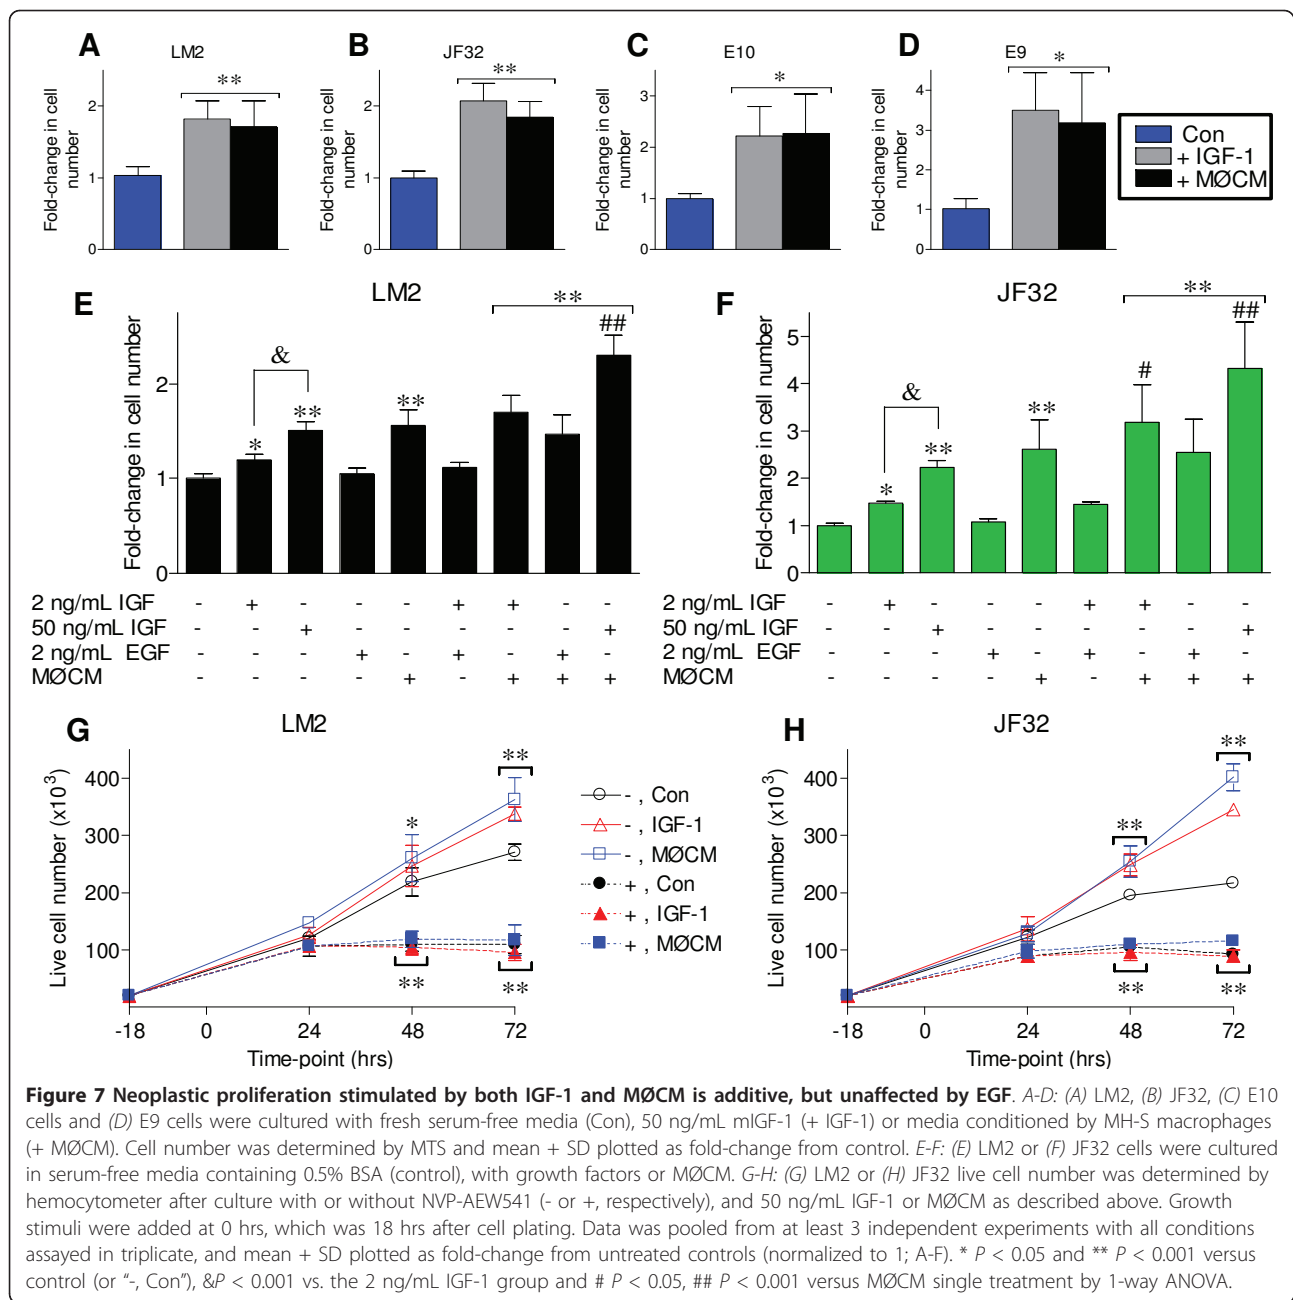 A
LM2
Fold-change in cell number
2
1
0
**
B
JF32
Fold-change in cell number
2
1
0
**
C
E10
Fold-change in cell number
3
2
1
0
*
D
E9
Fold-change in cell number
4
3
2
1
0
*
Con
+ IGF-1
+ MØCM
E
LM2
Fold-change in cell number
2
1
0
*
&
**
**
**
##
2 ng/mL IGF - + - - - + + - -
50 ng/mL IGF - - + - - - - - +
2 ng/mL EGF - - - + - + - + -
MØCM - - - - + - + + +
F
JF32
Fold-change in cell number
5
4
3
2
1
0
*
&
**
**
#
**
##
2 ng/mL IGF - + - - - + + - -
50 ng/mL IGF - - + - - - - - +
2 ng/mL EGF - - - + - + - + -
MØCM - - - - + - + + +
G
LM2
Live cell number (x10³)
400
300
200
100
*
**
**
**
-18 0 24 48 72
Time-point (hrs)
- , Con
- , IGF-1
- , MØCM
+ , Con
+ , IGF-1
+ , MØCM
H
JF32
Live cell number (x10³)
400
300
200
100
**
**
**
**
-18 0 24 48 72
Time-point (hrs)
Figure 7 Neoplastic proliferation stimulated by both IGF-1 and MØCM is additive, but unaffected by EGF. A-D: (A) LM2, (B) JF32, (C) E10
cells and (D) E9 cells were cultured with fresh serum-free media (Con), 50 ng/mL mIGF-1 (+ IGF-1) or media conditioned by MH-S macrophages
(+ MØCM). Cell number was determined by MTS and mean + SD plotted as fold-change from control. E-F: (E) LM2 or (F) JF32 cells were cultured
in serum-free media containing 0.5% BSA (control), with growth factors or MØCM. G-H: (G) LM2 or (H) JF32 live cell number was determined by
hemocytometer after culture with or without NVP-AEW541 (- or +, respectively), and 50 ng/mL IGF-1 or MØCM as described above. Growth
stimuli were added at 0 hrs, which was 18 hrs after cell plating. Data was pooled from at least 3 independent experiments with all conditions
assayed in triplicate, and mean + SD plotted as fold-change from untreated controls (normalized to 1; A-F). * P < 0.05 and ** P < 0.001 versus
control (or "-, Con"), &P < 0.001 vs. the 2 ng/mL IGF-1 group and # P < 0.05, ## P < 0.001 versus MØCM single treatment by 1-way ANOVA.